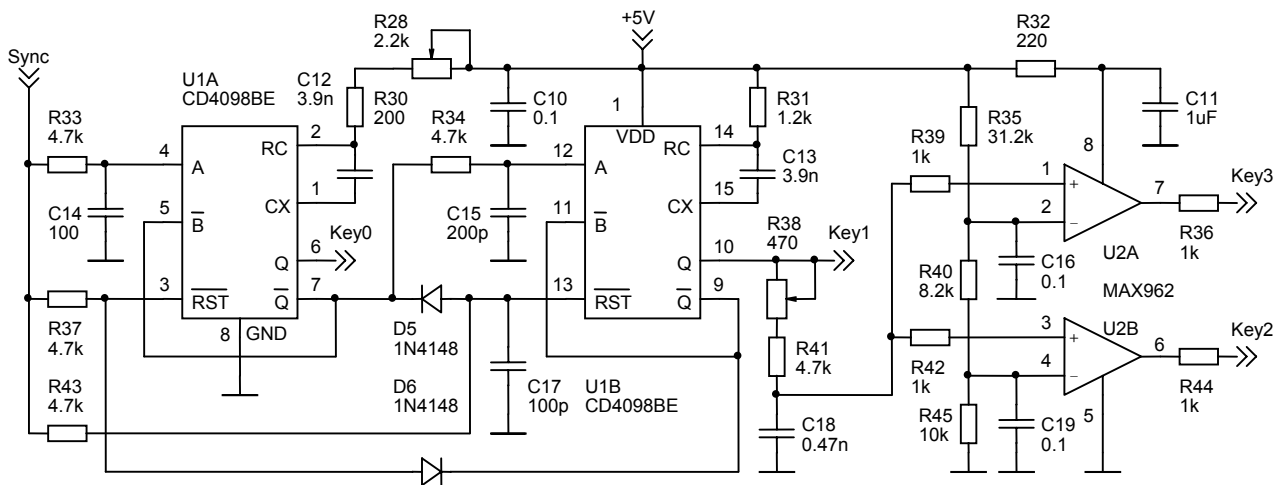 +5V
R28
2.2k
R32
220
Sync
U1A
CD4098BE
C12
3.9n
R30
200
C10
0.1
R34
4.7k
1
VDD
R31
1.2k
R35
31.2k
C11
1uF
R33
4.7k
2
RC
14
RC
C13
3.9n
R39
1k
8
4
A
12
A
1
CX
15
CX
1
+
7
Key3
C14
100
5
B
C15
200p
11
B
R38
470
Key1
2
−
R36
1k
U2A
6
Q
Key0
10
Q
C16
0.1
R40
8.2k
MAX962
3
RST
7
Q
13
RST
9
Q
R37
4.7k
8
GND
D5
1N4148
R41
4.7k
3
+
U2B
6
Key2
R43
4.7k
D6
1N4148
C17
100p
U1B
CD4098BE
R42
1k
4
−
5
R44
1k
C18
0.47n
R45
10k
C19
0.1